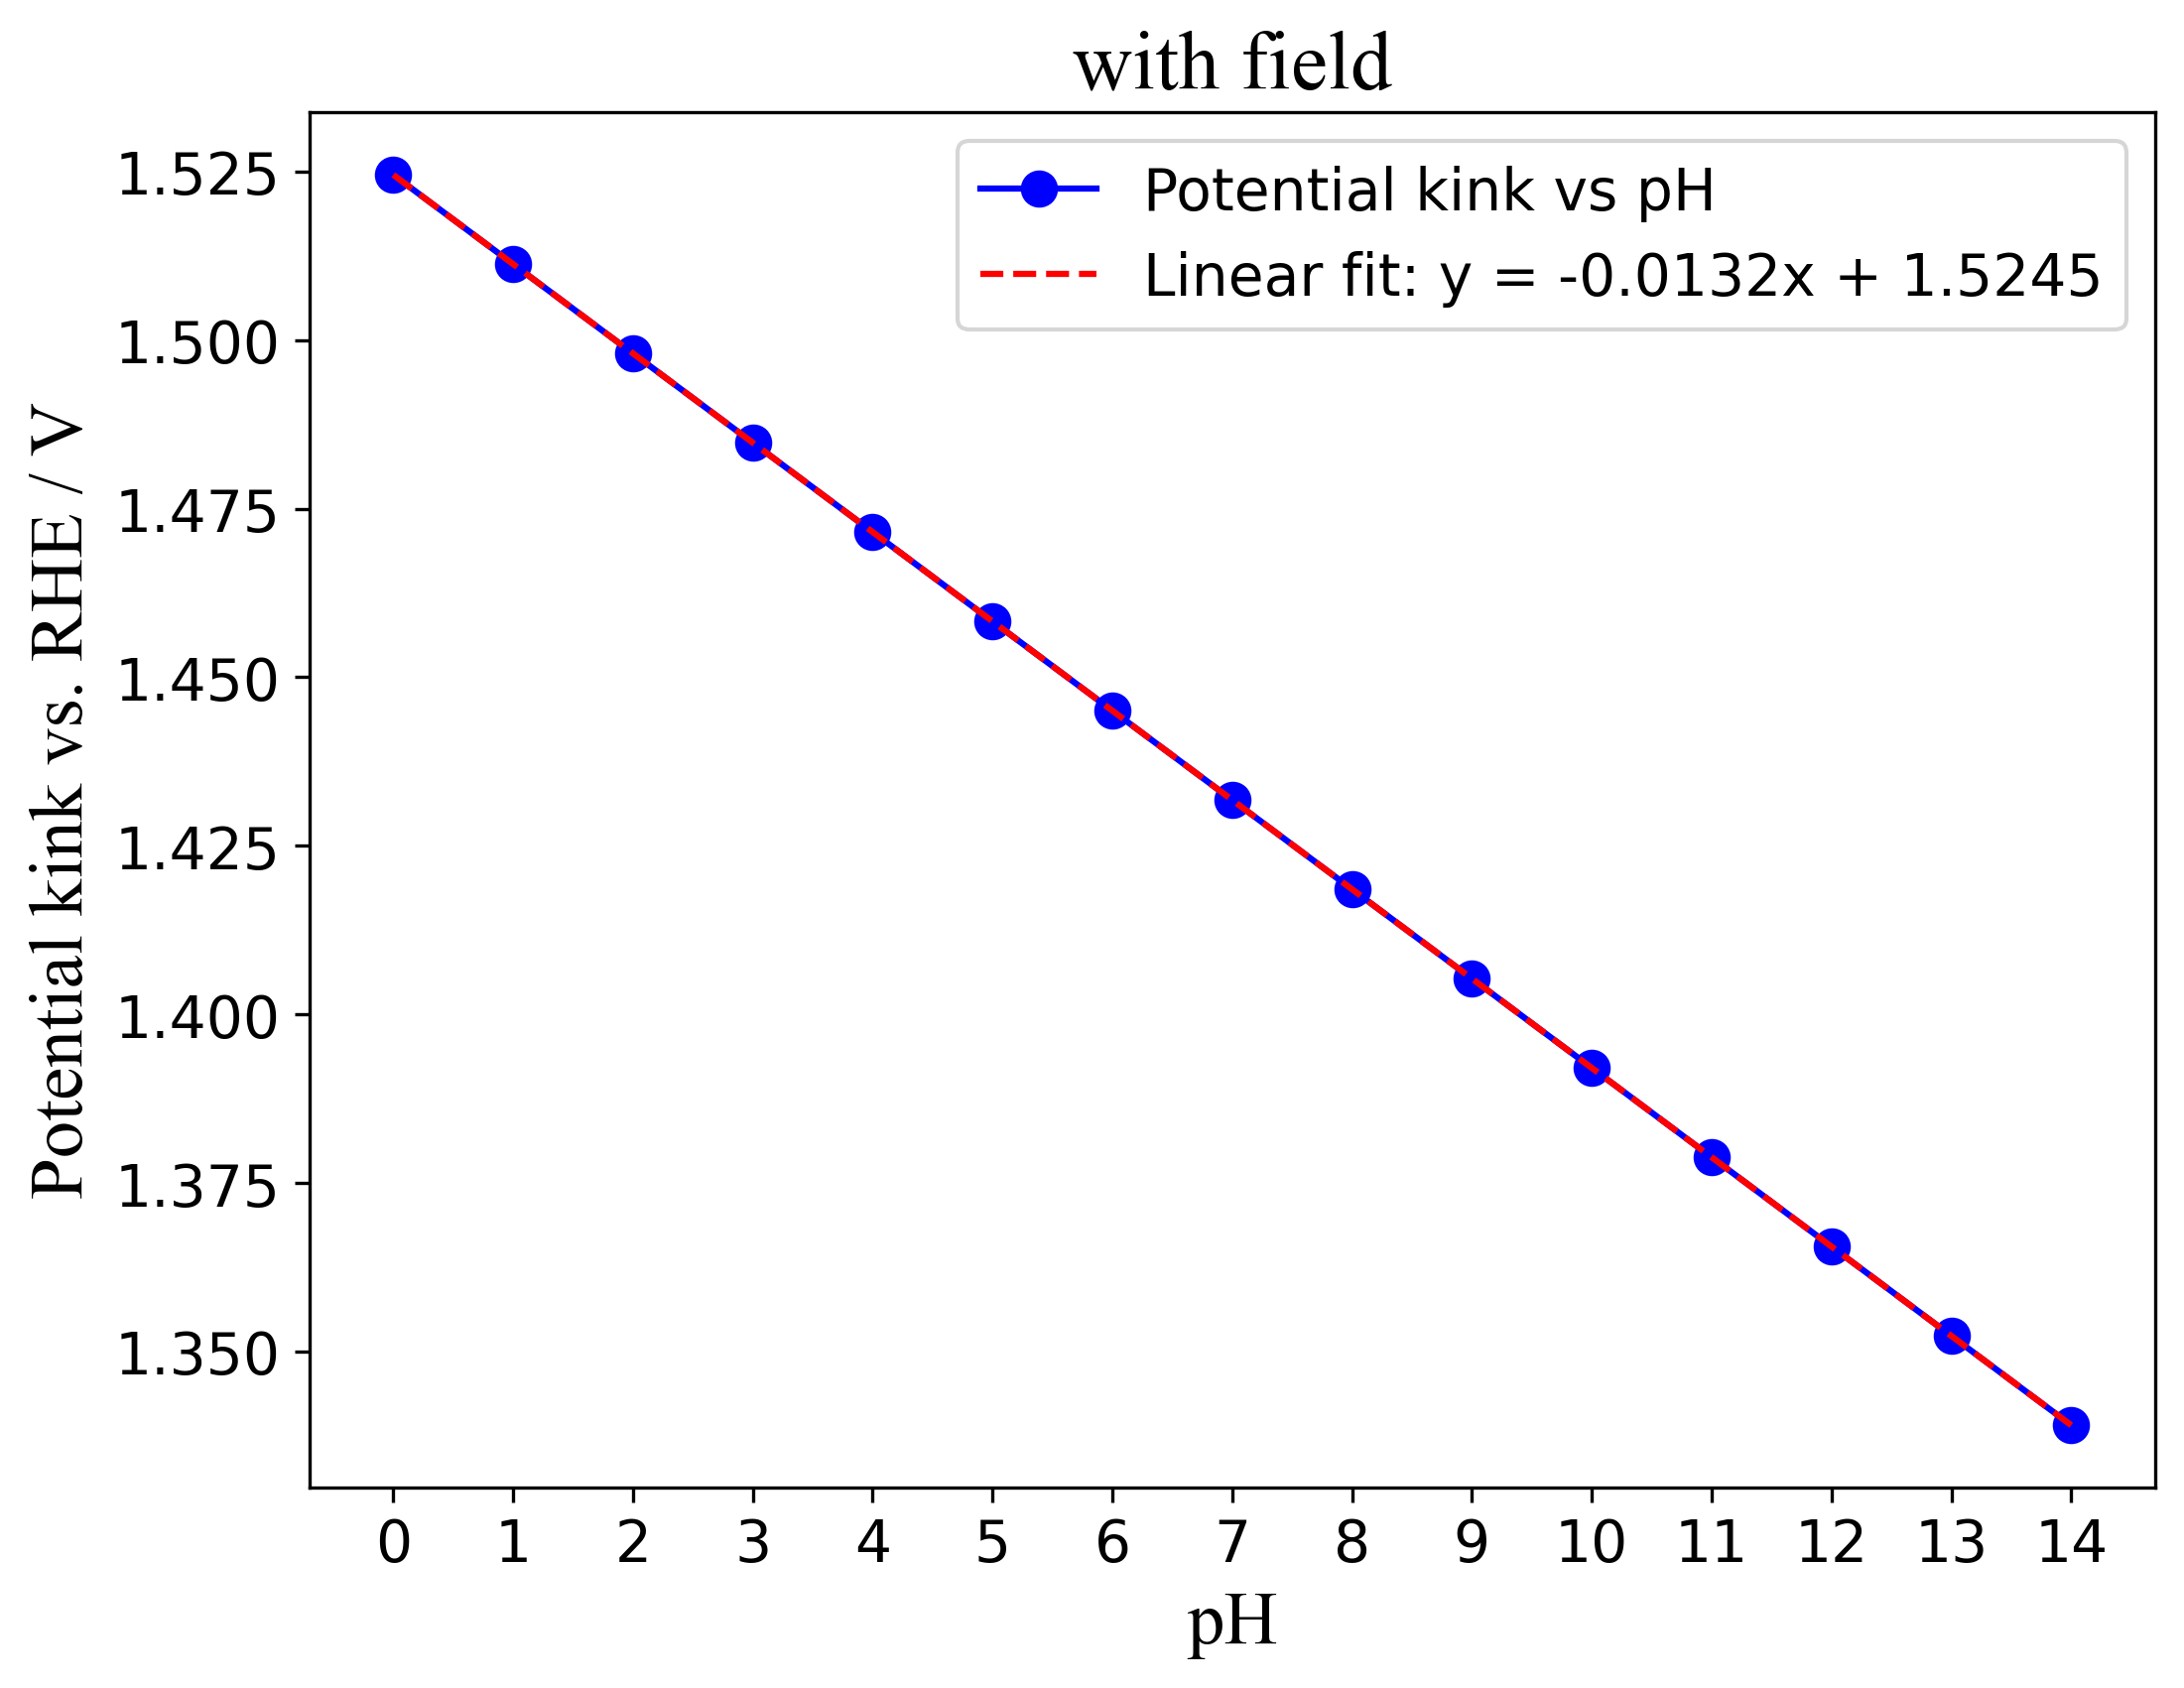 with field
Potential kink vs pH
Linear fit: y = -0.0132x + 1.5245
Potential kink vs. RHE / V
1.525
1.500
1.475
1.450
1.425
1.400
1.375
1.350
0 1 2 3 4 5 6 7 8 9 10 11 12 13 14
pH